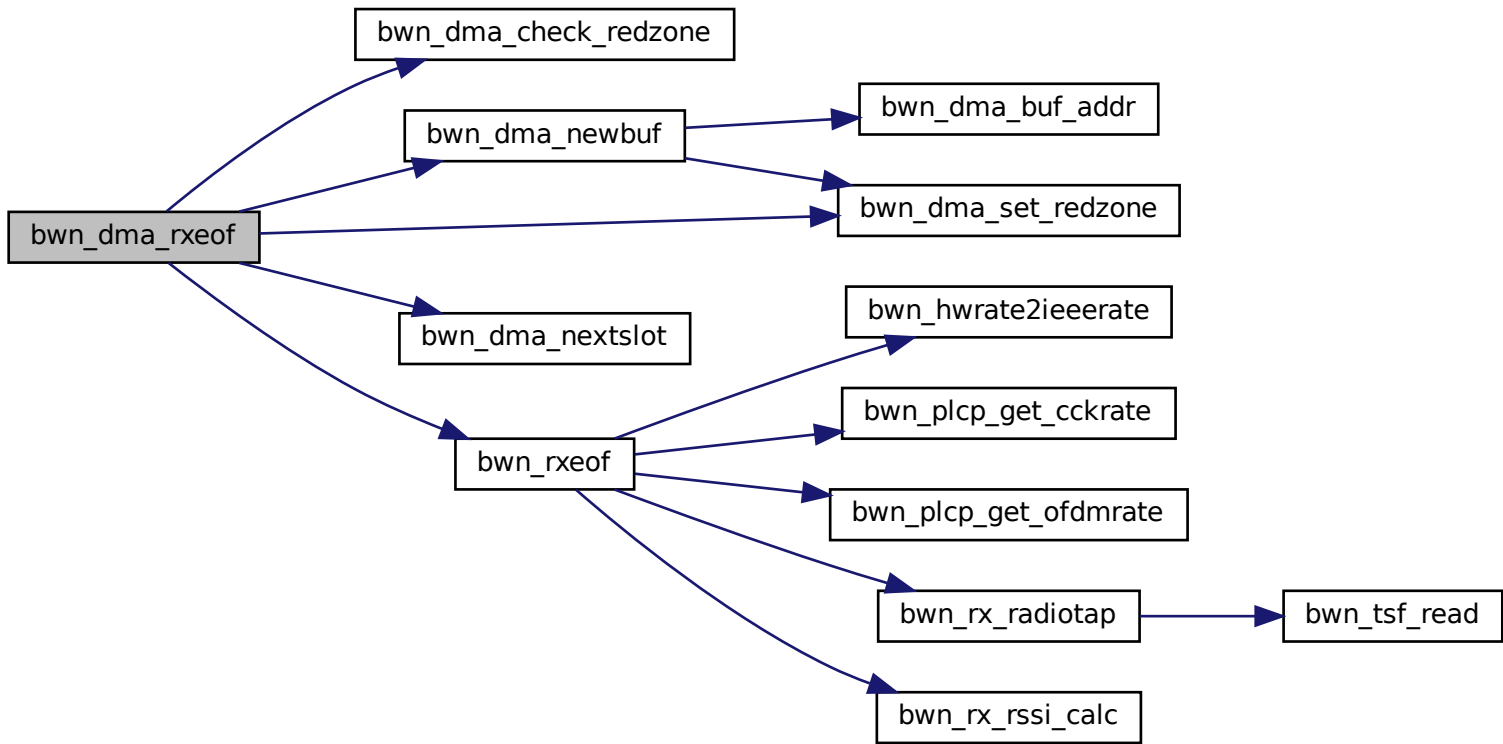 bwn_dma_check_redzone
bwn_dma_buf_addr
bwn_dma_newbuf
bwn_dma_set_redzone
bwn_dma_rxeof
bwn_hwrate2ieeerate
bwn_dma_nextslot
bwn_plcp_get_cckrate
bwn_rxeof
bwn_plcp_get_ofdmrate
bwn_rx_radiotap
bwn_tsf_read
bwn_rx_rssi_calc